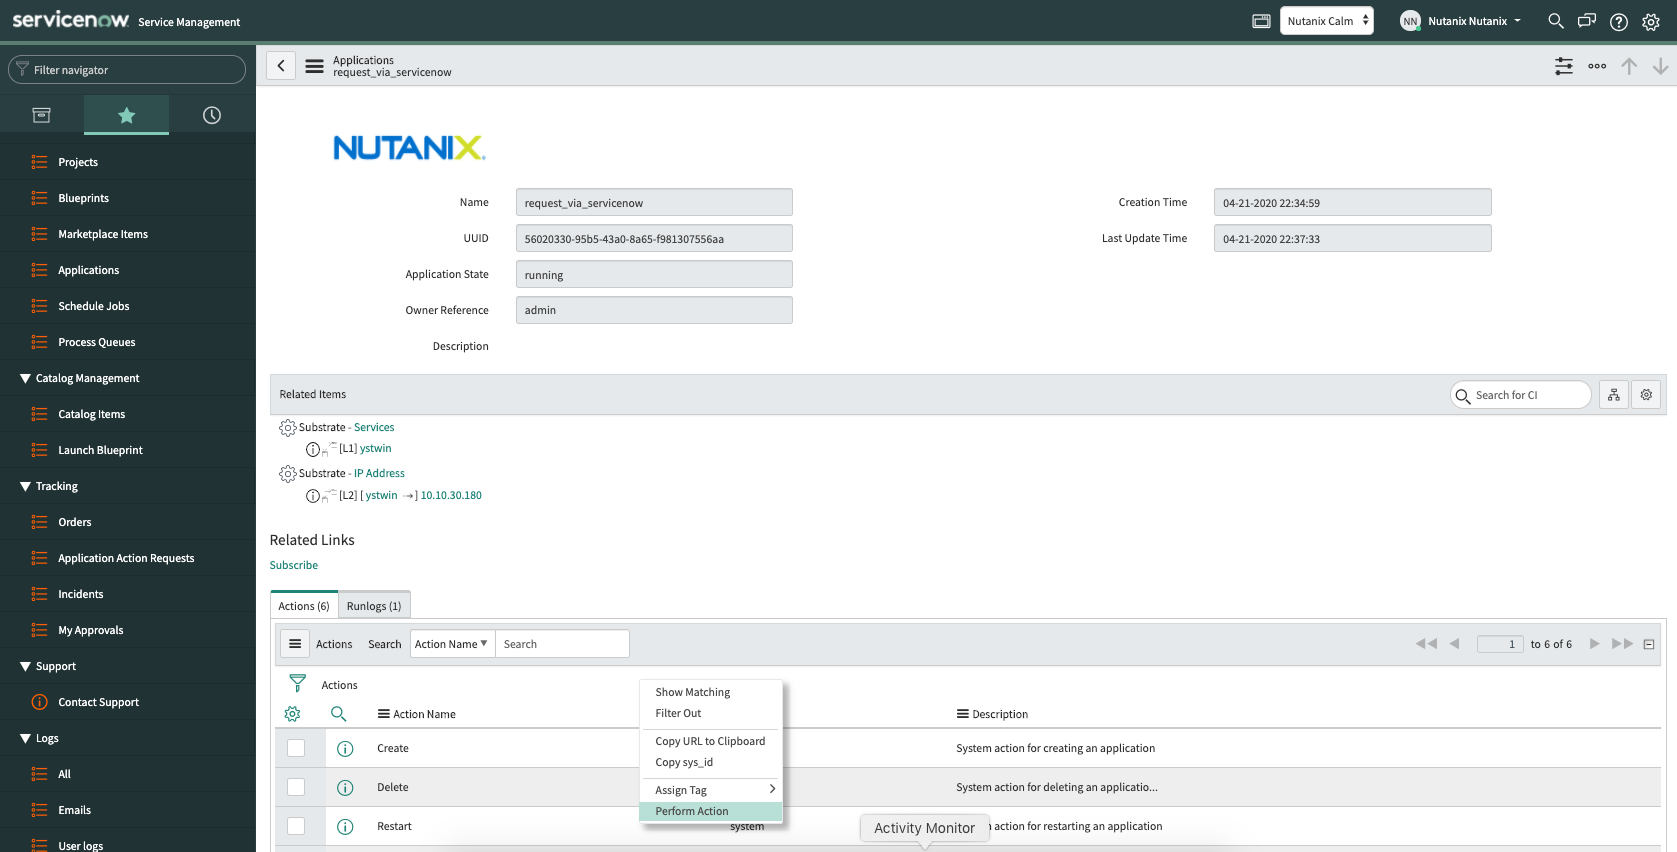 servicenow Service Management
Nutanix Calm
NN Nutanix Nutanix
Filter navigator
Projects
Blueprints
Marketplace Items
Applications
Schedule Jobs
Process Queues
Catalog Management
Catalog Items
Launch Blueprint
Tracking
Orders
Application Action Requests
Incidents
My Approvals
Support
Contact Support
Logs
All
Emails
User logs
Applications
request_via_servicenow
NUTANIX
Name request_via_servicenow
UUID 56020330-95b5-43a0-8a65-f981307556aa
Application State running
Owner Reference admin
Description
Creation Time 04-21-2020 22:34:59
Last Update Time 04-21-2020 22:37:33
Related Items
Search for CI
Substrate - Services
[L1] ystwin
Substrate - IP Address
[L2] [ ystwin → ] 10.10.30.180
Related Links
Subscribe
Actions (6) Runlogs (1)
Actions Search Action Name Search
1 to 6 of 6
Actions
Action Name Description
Create System action for creating an application
Delete System action for deleting an applicatio...
Restart system action for restarting an application
Show Matching
Filter Out
Copy URL to Clipboard
Copy sys_id
Assign Tag
Perform Action
Activity Monitor